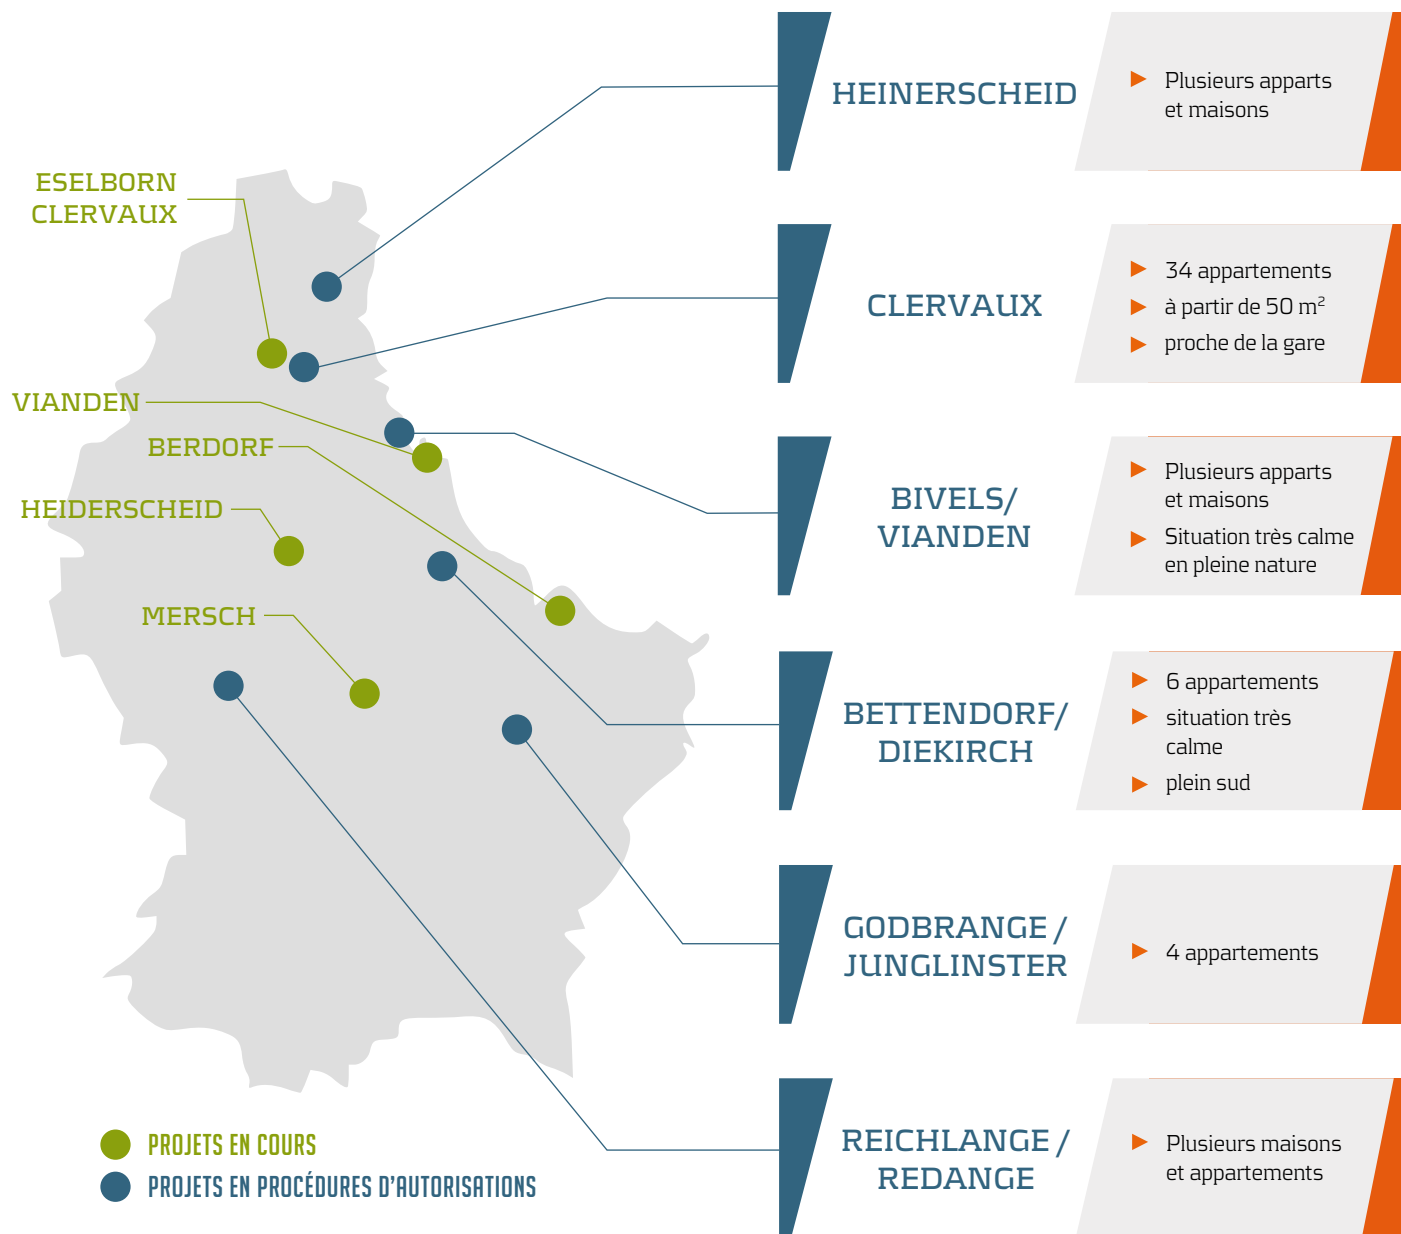 ESELBORN
CLERVAUX
VIANDEN
BERDORF
HEIDERSCHEID
MERSCH
PROJETS EN COURS
PROJETS EN PROCÉDURES D'AUTORISATIONS
HEINERSCHEID
Plusieurs apparts
et maisons
CLERVAUX
34 appartements
à partir de 50 m²
proche de la gare
BIVELS/
VIANDEN
Plusieurs apparts
et maisons
Situation très calme
en pleine nature
BETTENDORF/
DIEKIRCH
6 appartements
situation très
calme
plein sud
GODBRANGE /
JUNGLINSTER
4 appartements
REICHLANGE /
REDANGE
Plusieurs maisons
et appartements